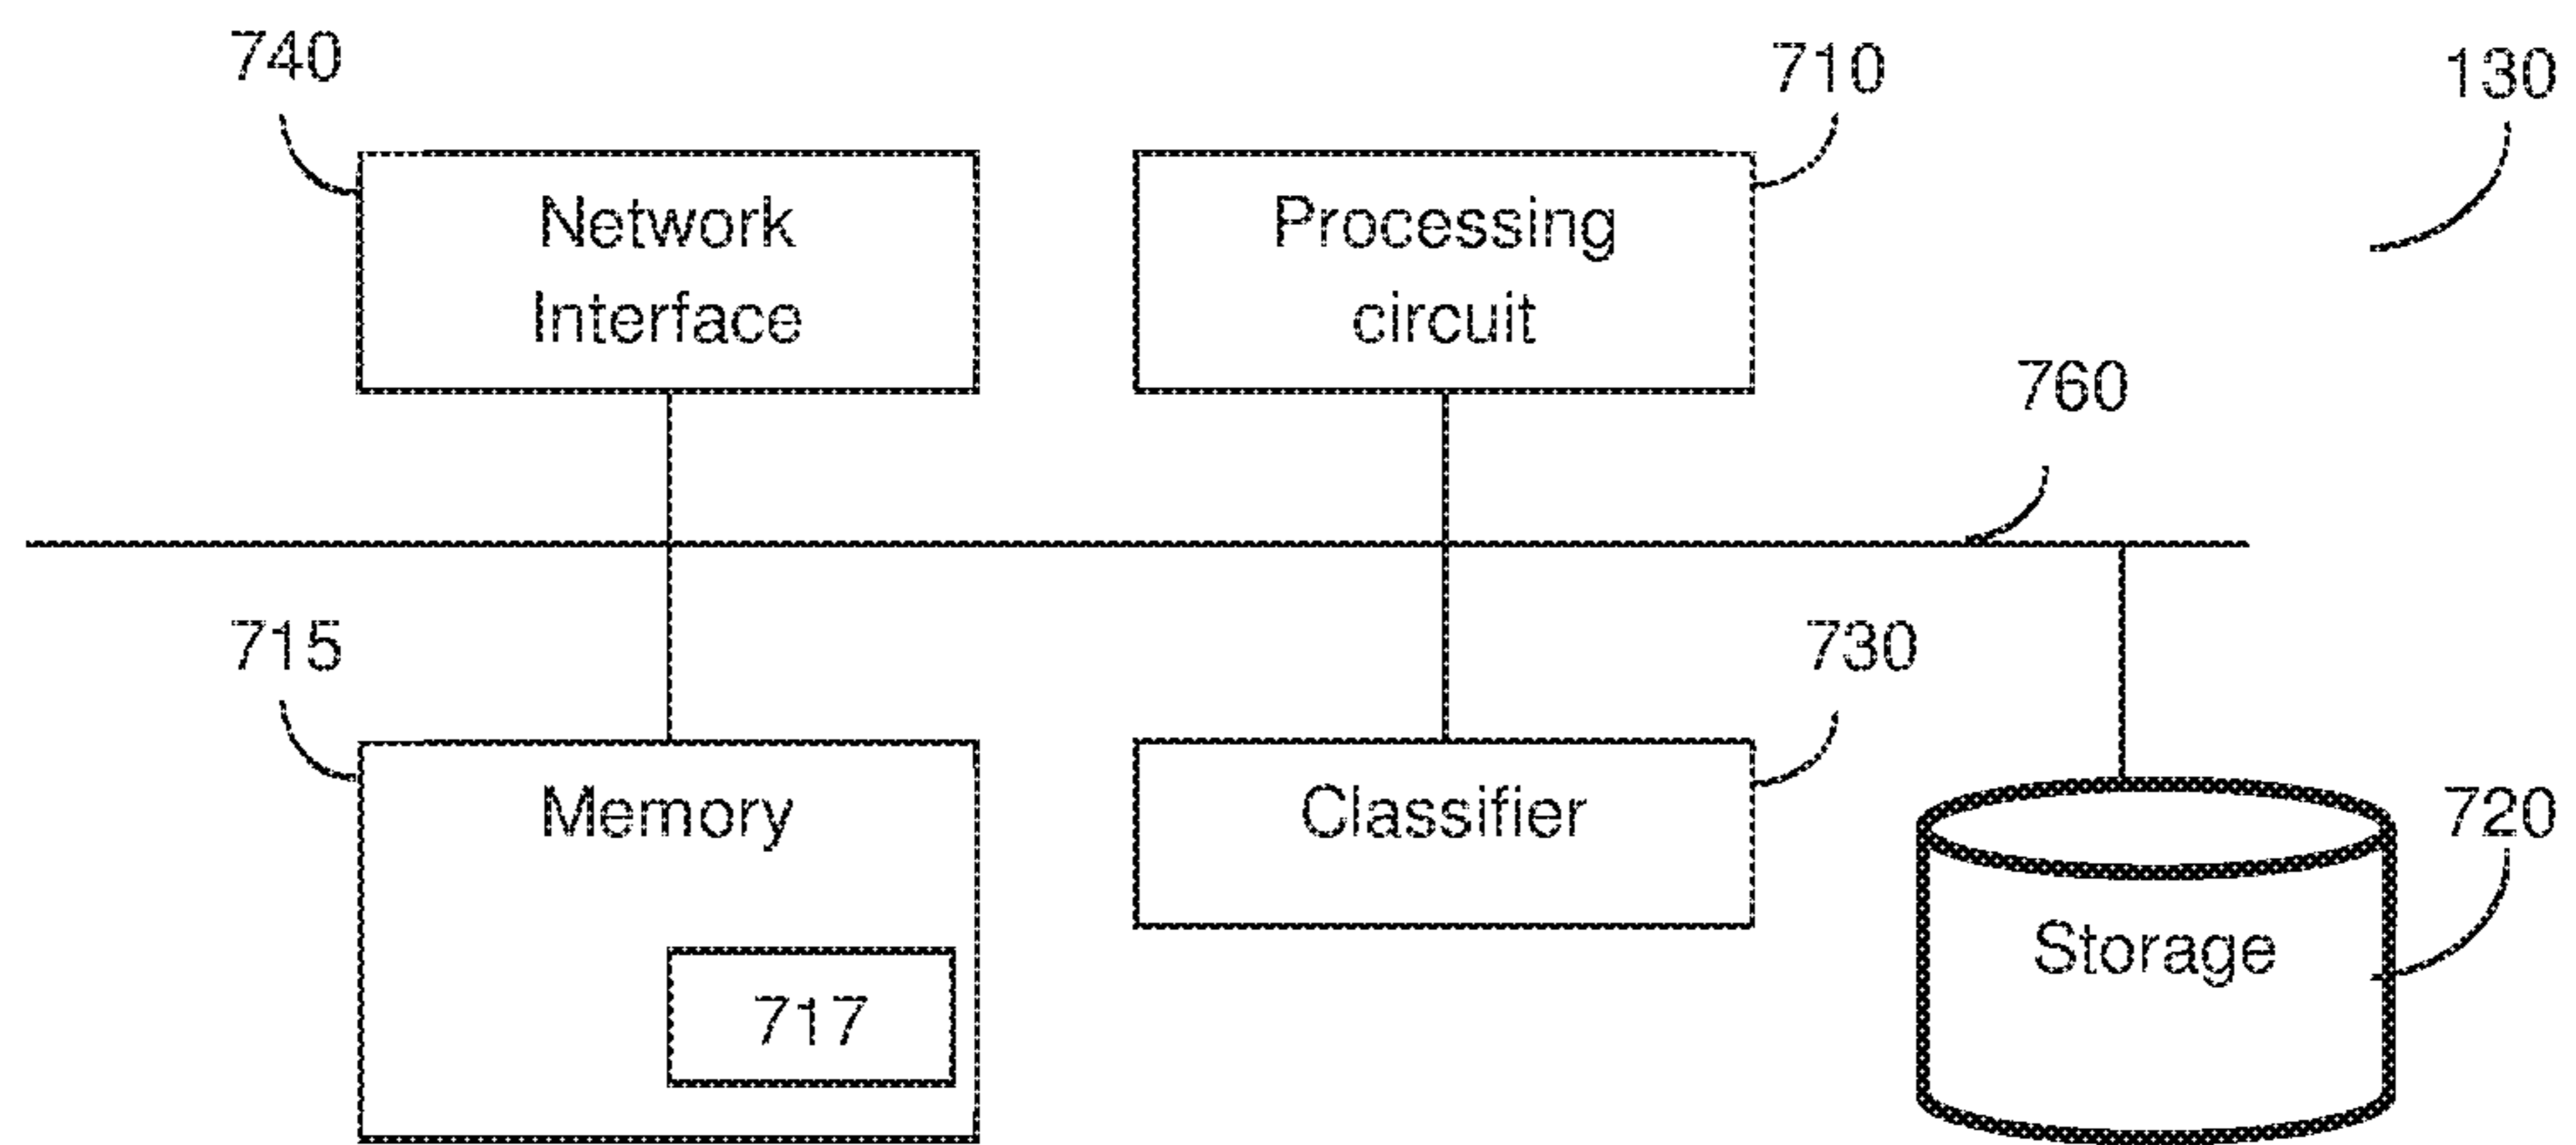 740
710
130
Network
Interface
Processing
circuit
760
715
730
Memory
Classifier
720
Storage
717